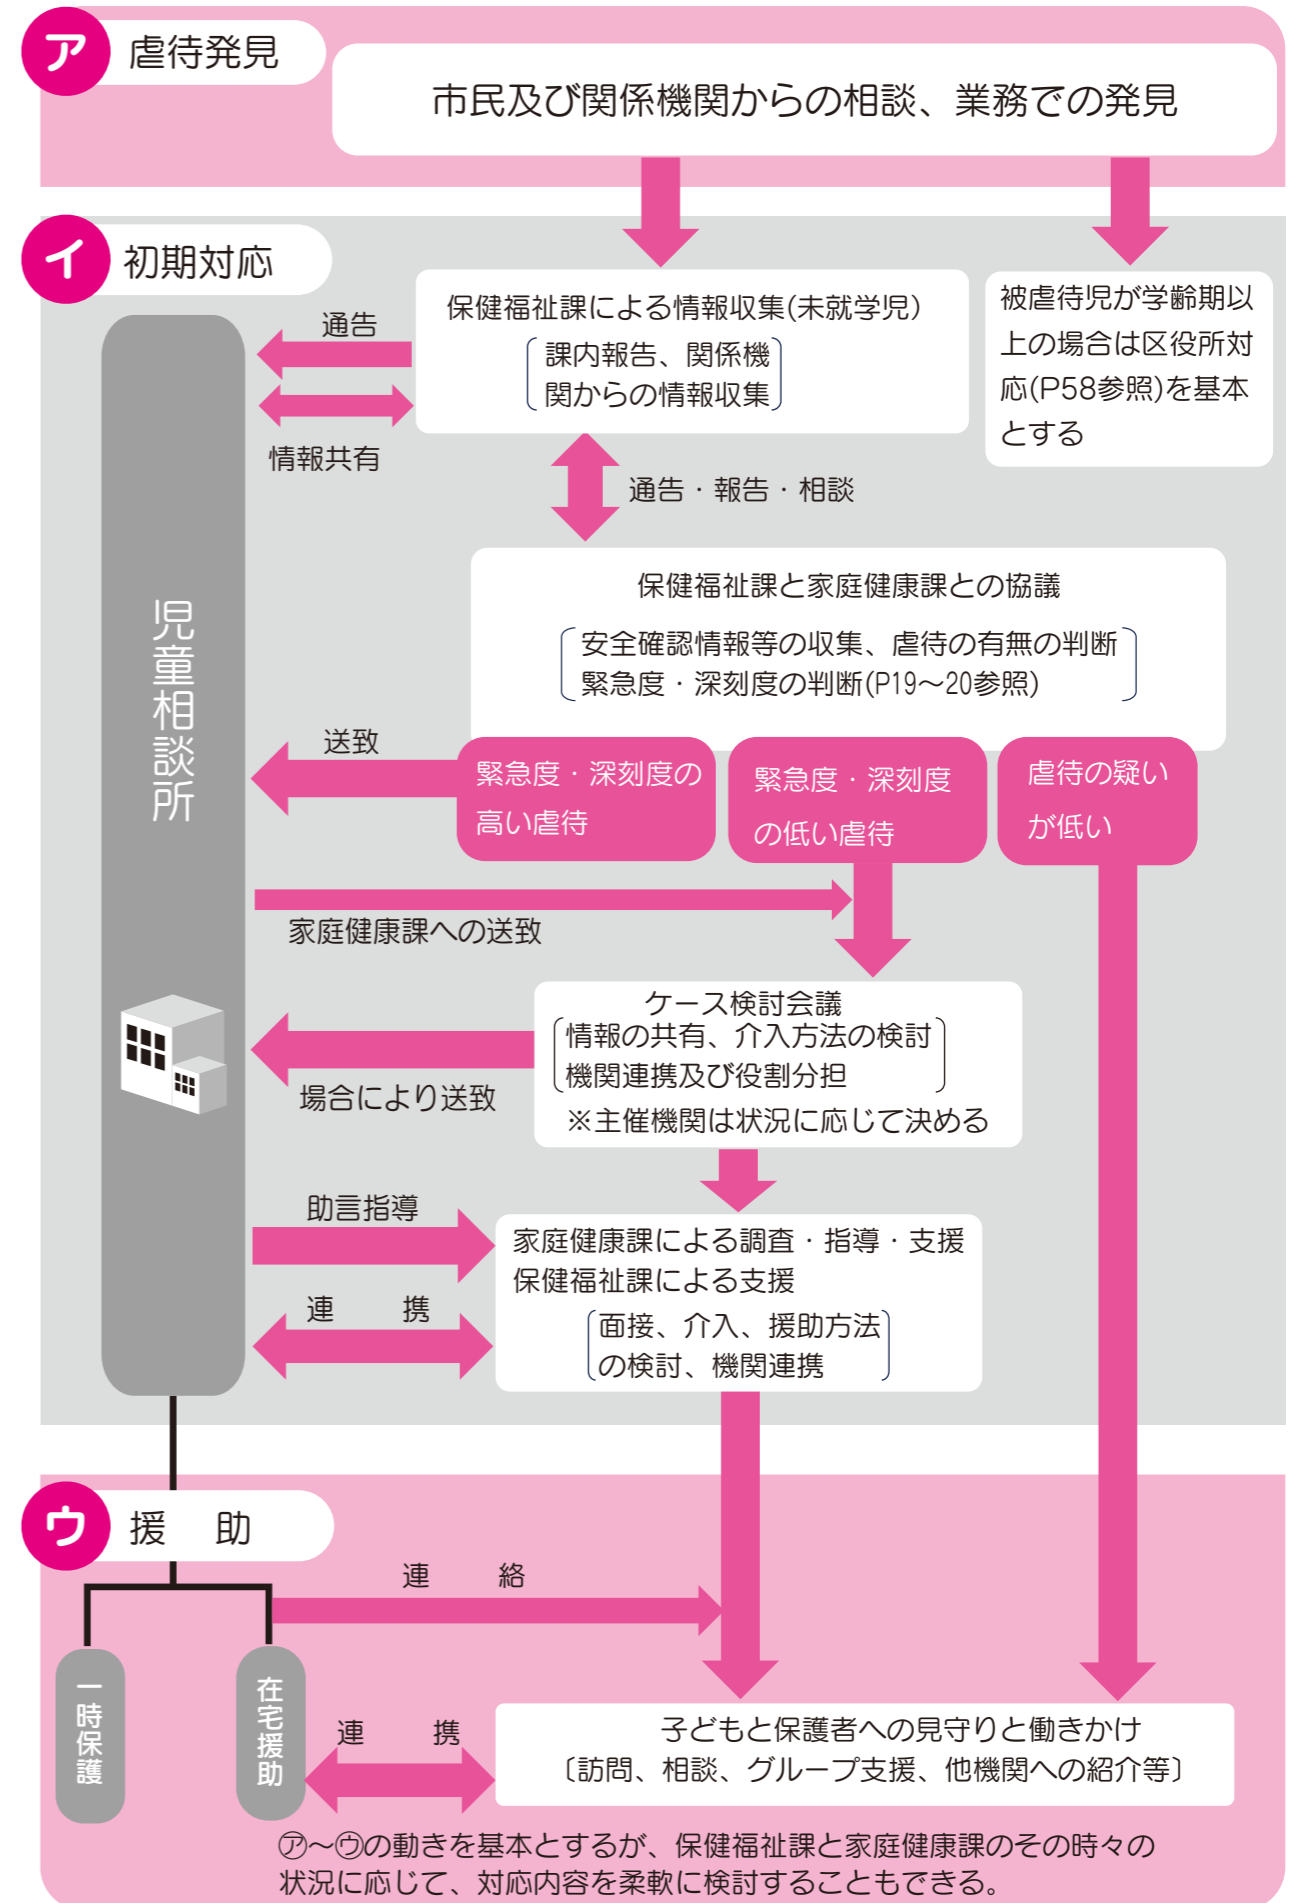 ア 虐待発見
市民及び関係機関からの相談、業務での発見
イ 初期対応
保健福祉課による情報収集(未就学児)
課内報告、関係機
関からの情報収集
被虐待児が学齢期以
上の場合は区役所対
応(P58参照)を基本
とする
通告
情報共有
通告・報告・相談
児童相談所
保健福祉課と家庭健康課との協議
安全確認情報等の収集、虐待の有無の判断
緊急度・深刻度の判断(P19～20参照)
送致
緊急度・深刻度の
高い虐待
緊急度・深刻度
の低い虐待
虐待の疑い
が低い
家庭健康課への送致
ケース検討会議
情報の共有、介入方法の検討
機関連携及び役割分担
※主催機関は状況に応じて決める
場合により送致
助言指導
連　携
家庭健康課による調査・指導・支援
保健福祉課による支援
面接、介入、援助方法
の検討、機関連携
ウ 援　助
連　絡
一時保護
在宅援助
連　携
子どもと保護者への見守りと働きかけ
〔訪問、相談、グループ支援、他機関への紹介等〕
㋐～㋒の動きを基本とするが、保健福祉課と家庭健康課のその時々の
状況に応じて、対応内容を柔軟に検討することもできる。